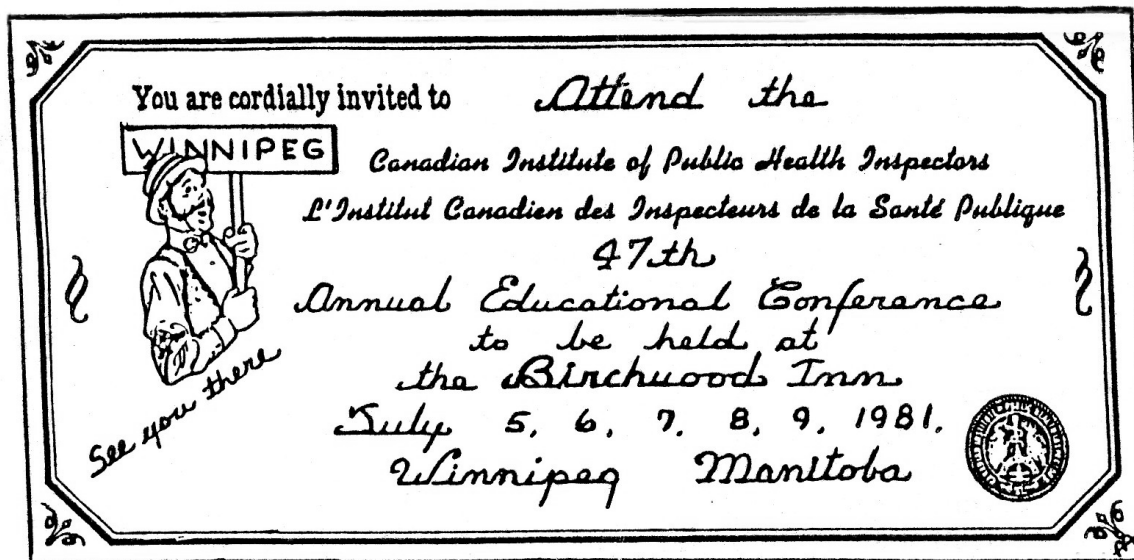 You are cordially invited to Attend the
WINNIPEG
Canadian Institute of Public Health Inspectors
L'Institut Canadien des Inspecteurs de la Santé Publique
47th
Annual Educational Conference
to be held at
the Birchwood Inn
July 5, 6, 7, 8, 9, 1981.
Winnipeg Manitoba
See you there